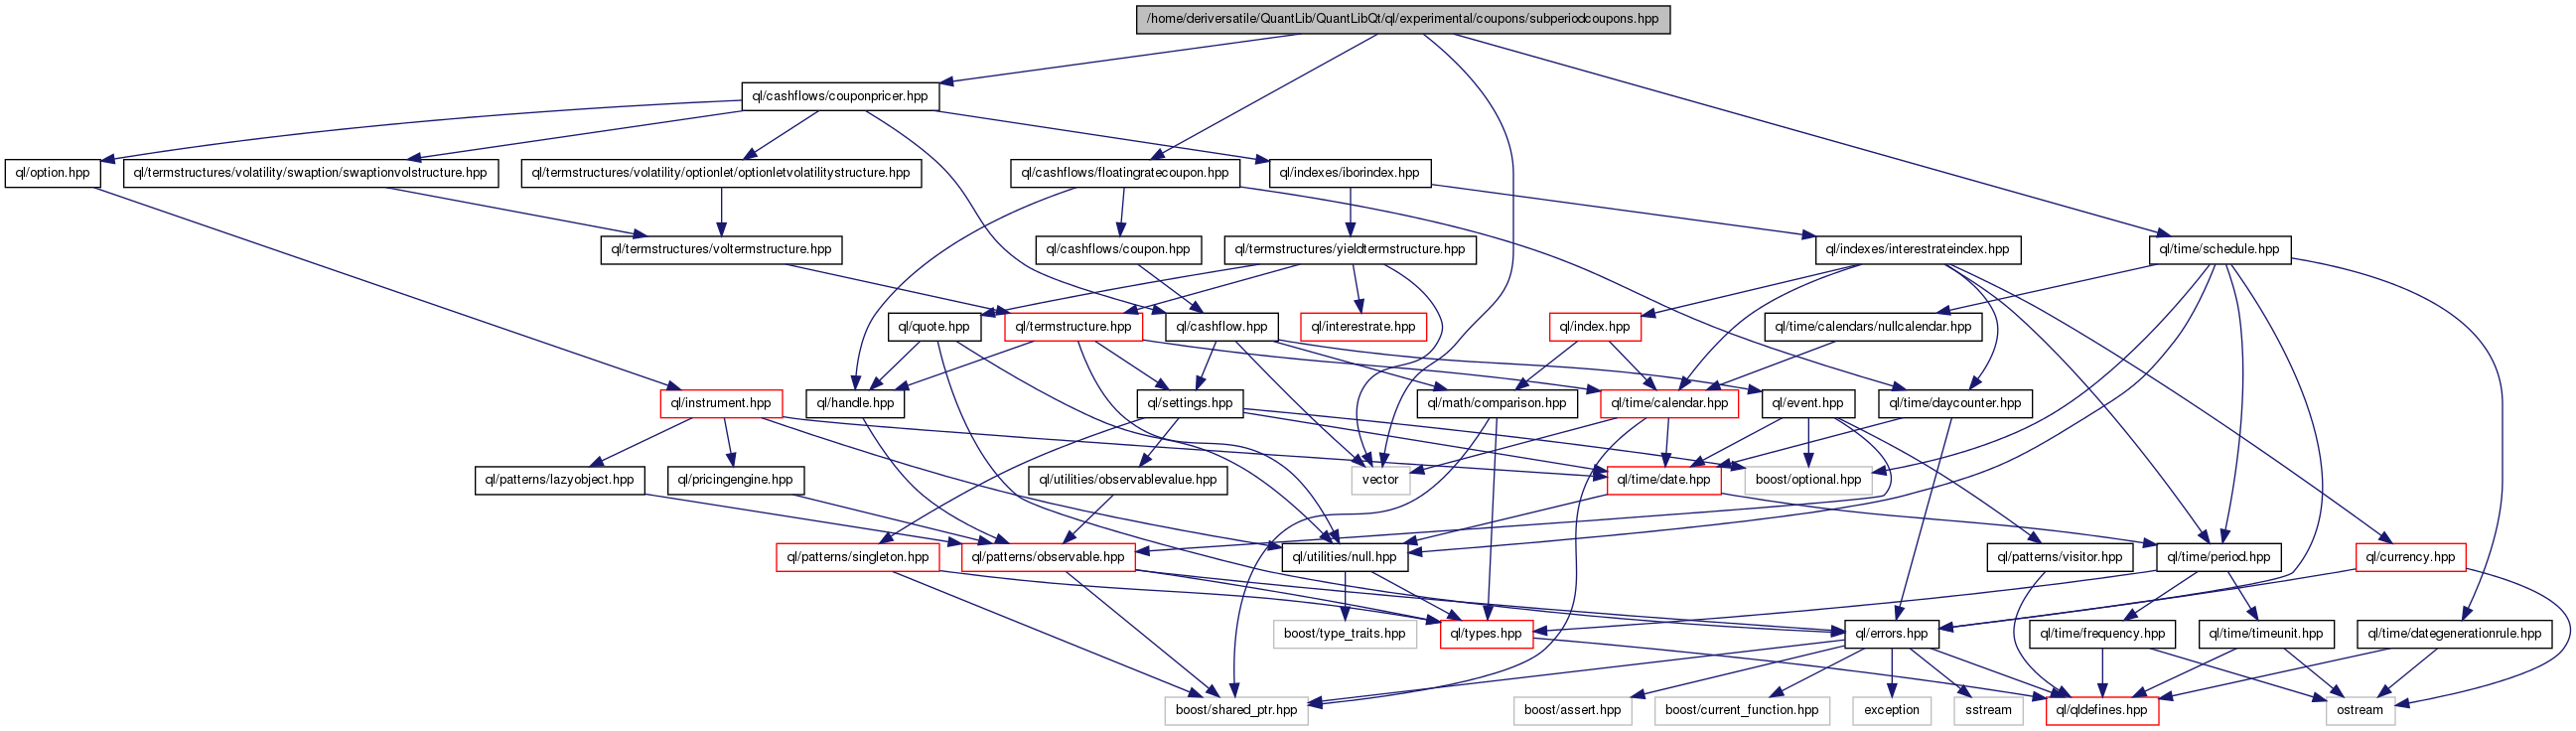 /home/deriversatile/QuantLib/QuantLibQt/ql/experimental/coupons/subperiodcoupons.hpp
ql/cashflows/couponpricer.hpp
ql/option.hpp
ql/termstructures/volatility/swaption/swaptionvolstructure.hpp
ql/termstructures/volatility/optionlet/optionletvolatilitystructure.hpp
ql/cashflows/floatingratecoupon.hpp
ql/indexes/iborindex.hpp
ql/termstructures/voltermstructure.hpp
ql/cashflows/coupon.hpp
ql/termstructures/yieldtermstructure.hpp
ql/indexes/interestrateindex.hpp
ql/time/schedule.hpp
ql/quote.hpp
ql/termstructure.hpp
ql/cashflow.hpp
ql/interestrate.hpp
ql/index.hpp
ql/time/calendars/nullcalendar.hpp
ql/instrument.hpp
ql/handle.hpp
ql/settings.hpp
ql/math/comparison.hpp
ql/time/calendar.hpp
ql/event.hpp
ql/time/daycounter.hpp
ql/patterns/lazyobject.hpp
ql/pricingengine.hpp
ql/utilities/observablevalue.hpp
vector
ql/time/date.hpp
boost/optional.hpp
ql/patterns/singleton.hpp
ql/patterns/observable.hpp
ql/utilities/null.hpp
ql/patterns/visitor.hpp
ql/time/period.hpp
ql/currency.hpp
boost/type_traits.hpp
ql/types.hpp
ql/errors.hpp
ql/time/frequency.hpp
ql/time/timeunit.hpp
ql/time/dategenerationrule.hpp
boost/shared_ptr.hpp
boost/assert.hpp
boost/current_function.hpp
exception
sstream
ql/qldefines.hpp
ostream